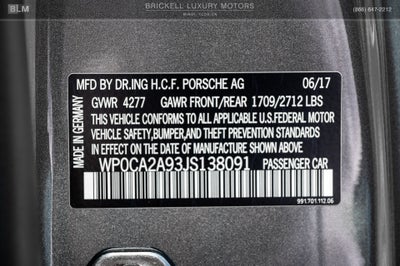 BLM
BRICKELL LUXURY MOTORS
(866) 647-2212
MFD BY DR.ING H.C.F. PORSCHE AG 06/17
GVWR 4277 GAWR FRONT/REAR 1709/2712 LBS
THIS VEHICLE CONFORMS TO ALL APPLICABLE U.S.FEDERAL MOTOR
VEHICLE SAFETY,BUMPER,AND THEFT PREVENTION STANDARDS
IN EFFECT ON THE DATE OF MANUFACTURE SHOWN ABOVE.
WP0CA2A93JS138091 PASSENGER CAR
991.701.112.06
MADE IN GERMANY